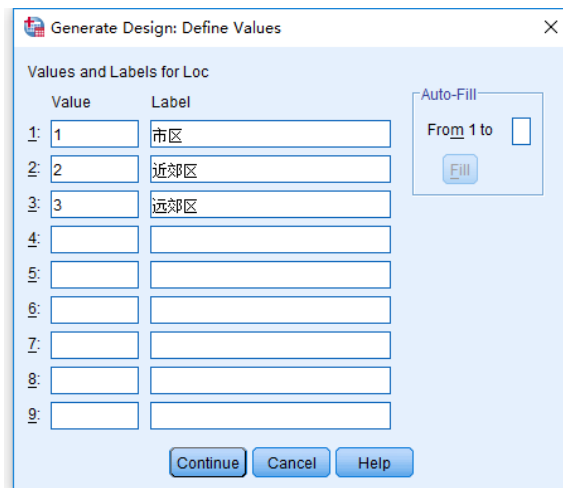 Generate Design: Define Values
Values and Labels for Loc
Value Label
1: 1 市区
2: 2 近郊区
3: 3 远郊区
4:
5:
6:
7:
8:
9:
Auto-Fill
From 1 to
Fill
Continue Cancel Help